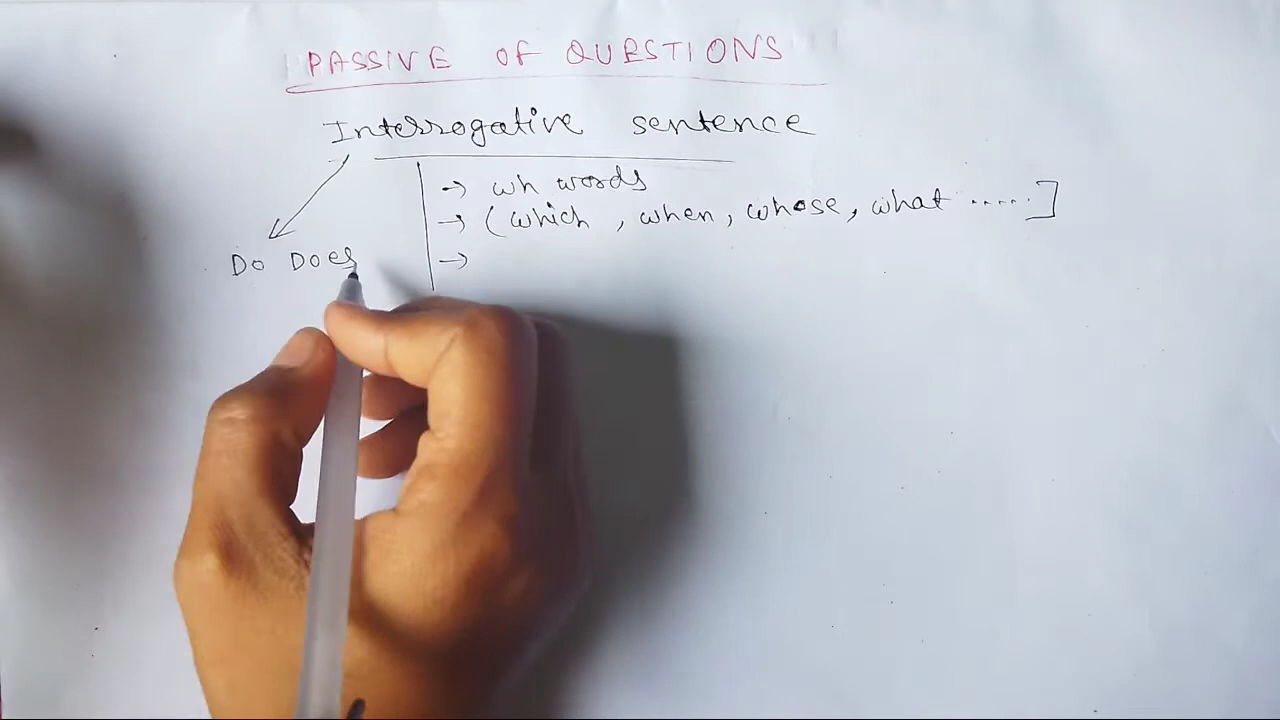 PASSIVE OF QUESTIONS
Interrogative sentence
→ wh words
→ (which, when, whose, what .....]
Do Does
→